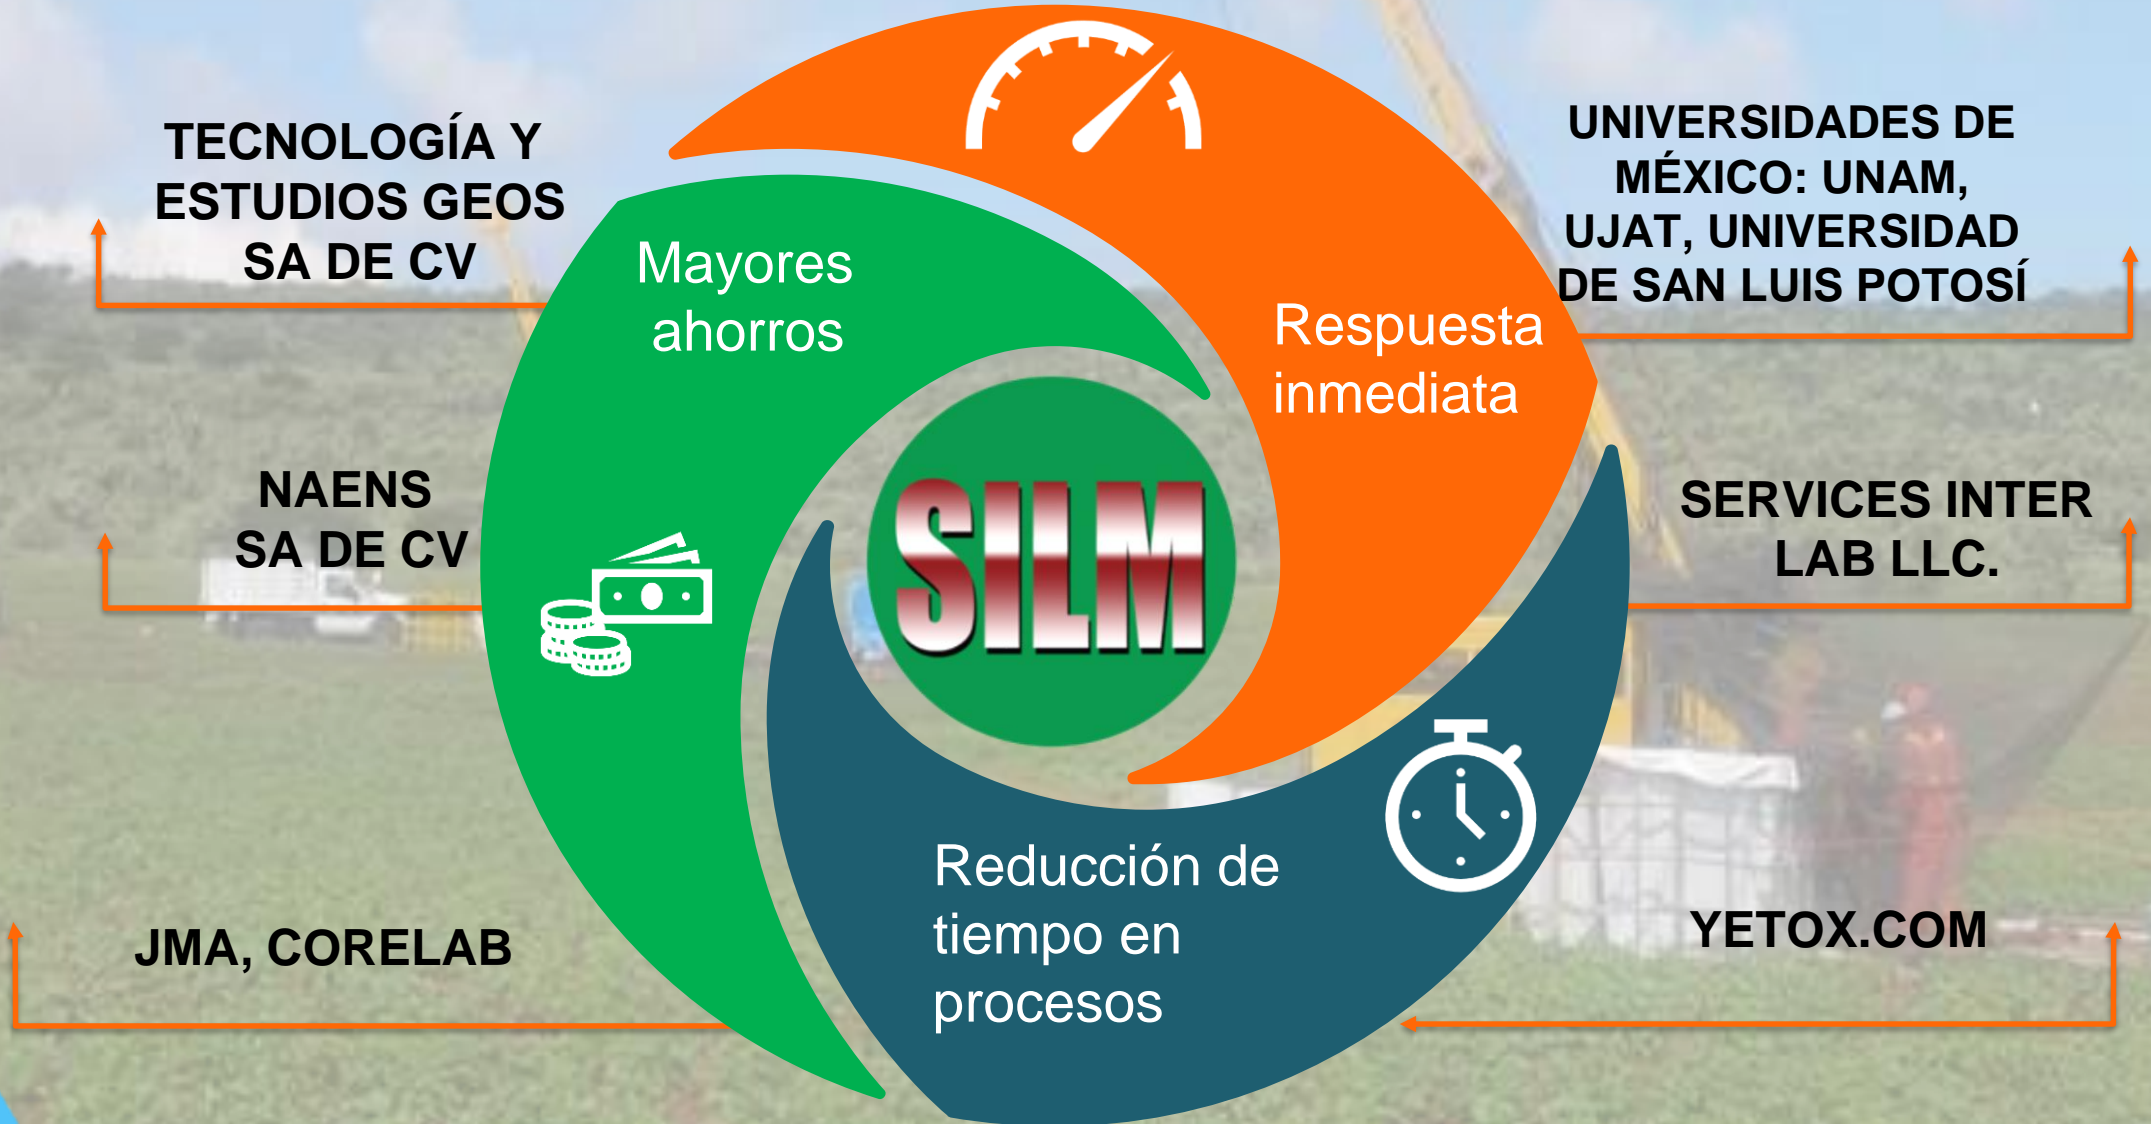 TECNOLOGÍA Y
ESTUDIOS GEOS
SA DE CV
UNIVERSIDADES DE
MÉXICO: UNAM,
UJAT, UNIVERSIDAD
DE SAN LUIS POTOSÍ
Mayores
ahorros
Respuesta
inmediata
NAENS
SA DE CV
SILM
SERVICES INTER
LAB LLC.
JMA, CORELAB
Reducción de
tiempo en
procesos
YETOX.COM